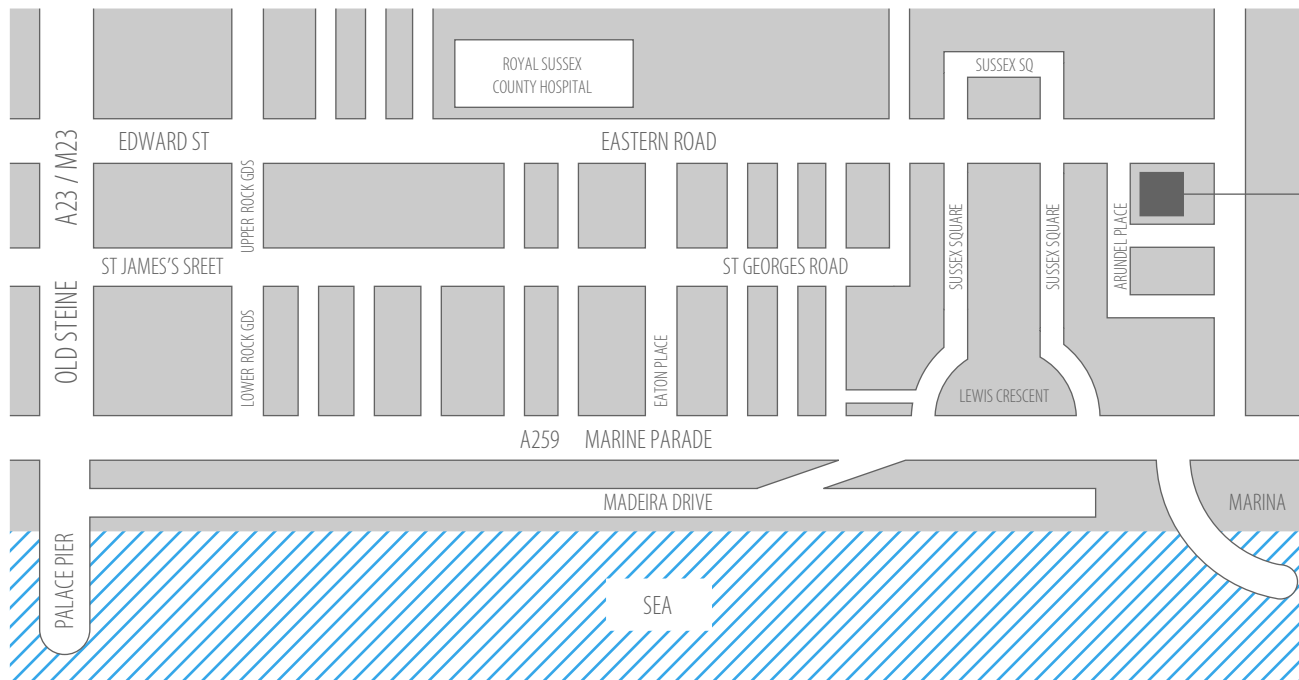 ROYAL SUSSEX
COUNTY HOSPITAL
SUSSEX SQ
A23 / M23
EDWARD ST
EASTERN ROAD
UPPER ROCK GDS
SUSSEX SQUARE
SUSSEX SQUARE
ARUNDEL PLACE
ST JAMES'S SREET
ST GEORGES ROAD
OLD STEINE
LOWER ROCK GDS
EATON PLACE
LEWIS CRESCENT
A259 MARINE PARADE
MADEIRA DRIVE
MARINA
PALACE PIER
SEA